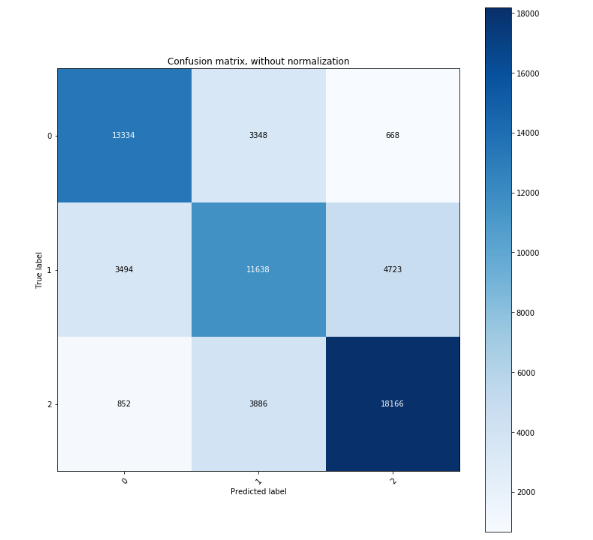 Confusion matrix, without normalization
18000
16000
14000
12000
10000
8000
6000
4000
2000
True label
0
13334 3348 668
1
3494 11638 4723
2
852 3886 18166
0 1 2
Predicted label